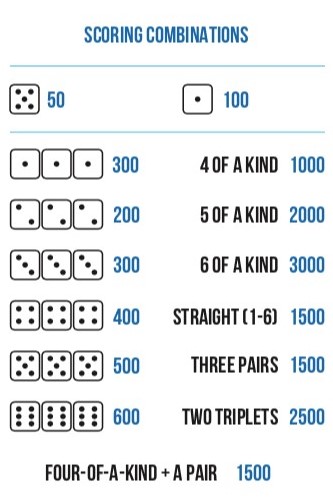 SCORING COMBINATIONS
50 100
300 4 OF A KIND 1000
200 5 OF A KIND 2000
300 6 OF A KIND 3000
400 STRAIGHT (1-6) 1500
500 THREE PAIRS 1500
600 TWO TRIPLETS 2500
FOUR-OF-A-KIND + A PAIR 1500